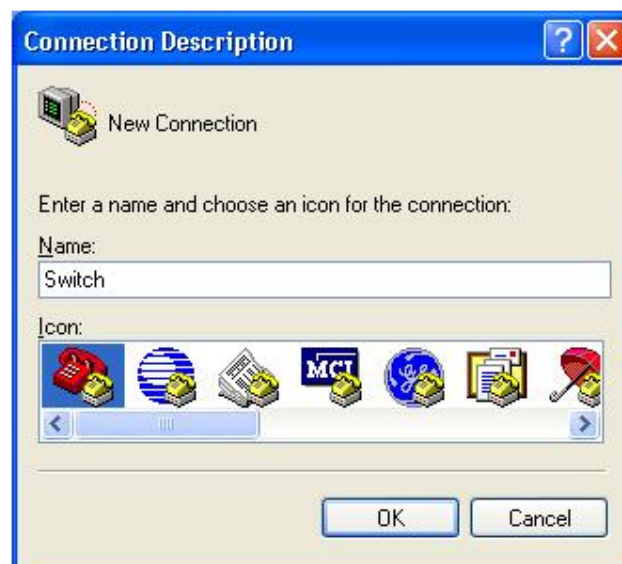 Connection Description
New Connection
Enter a name and choose an icon for the connection:
Name:
Switch
Icon:
MCI
OK Cancel